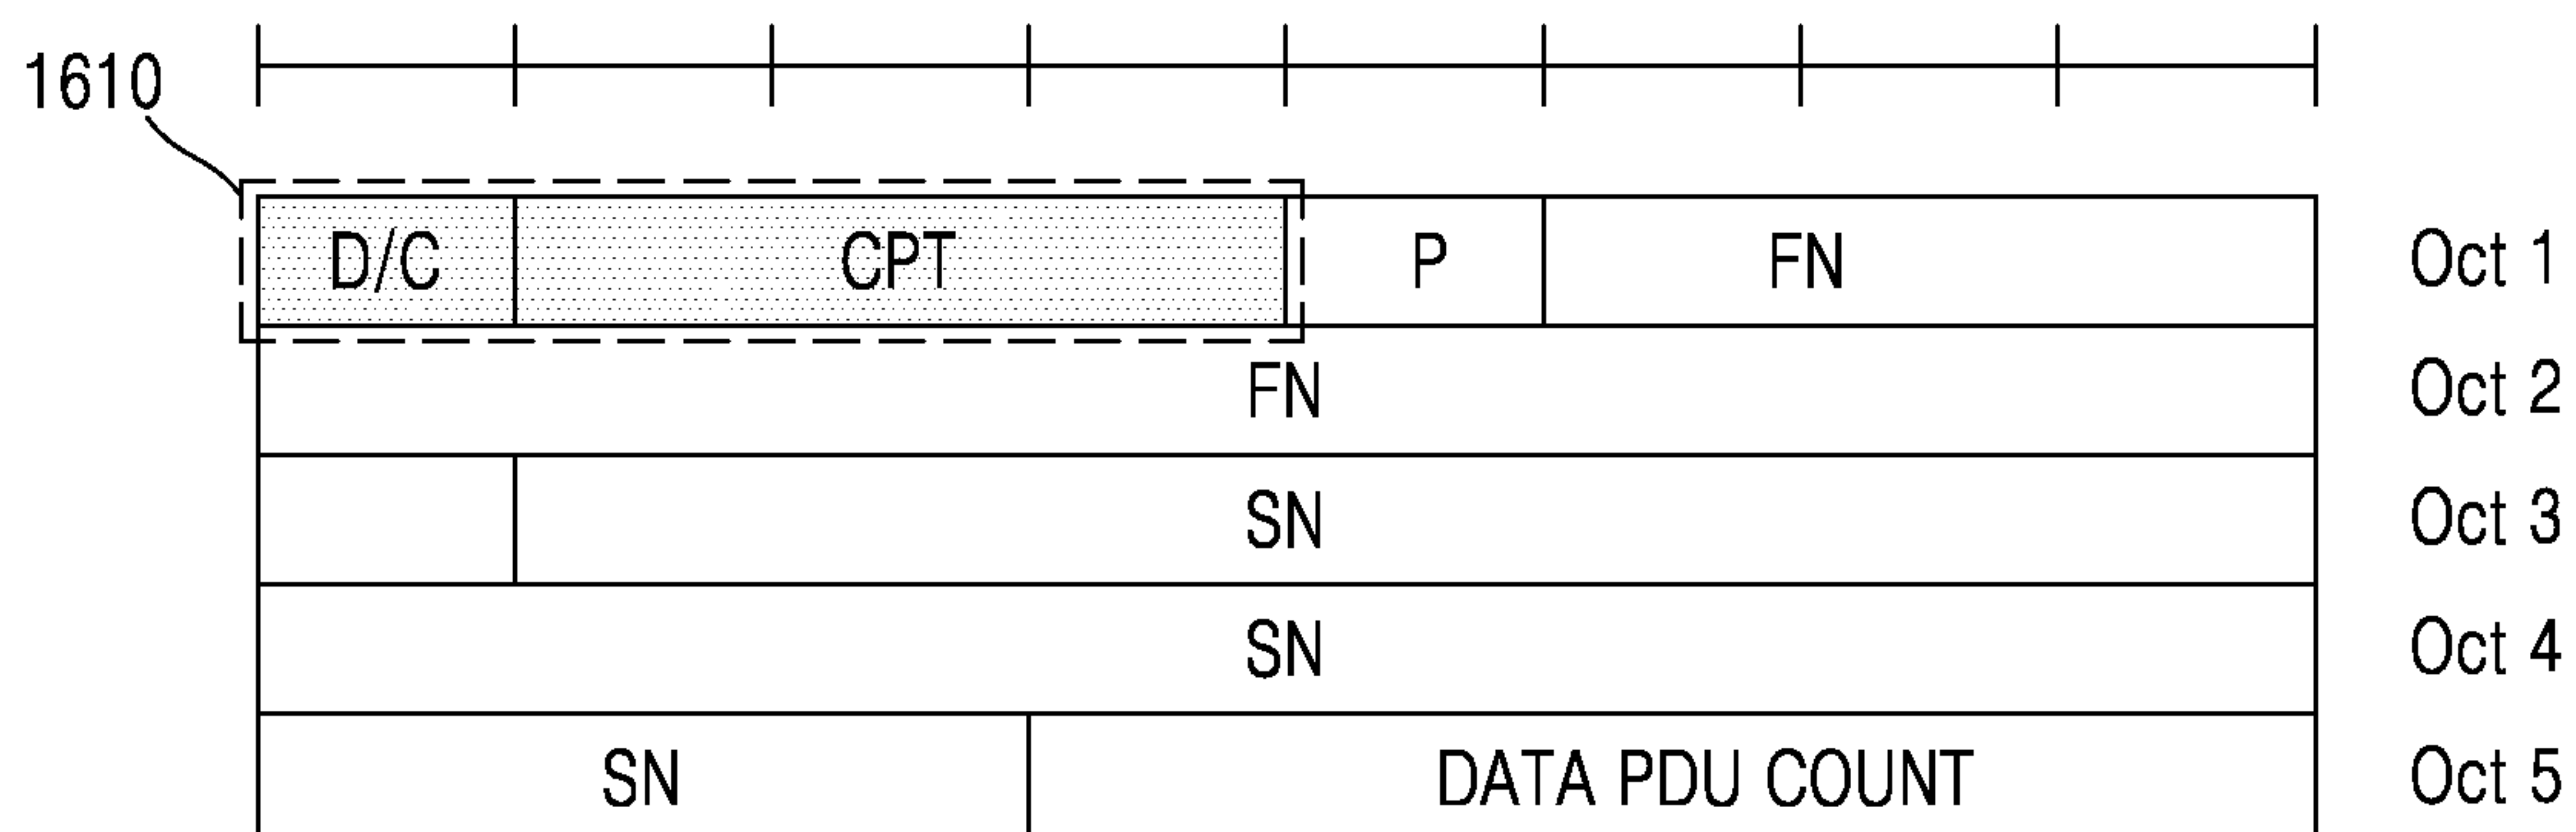 1610
D/C CPT P FN Oct 1
FN Oct 2
SN Oct 3
SN Oct 4
SN DATA PDU COUNT Oct 5